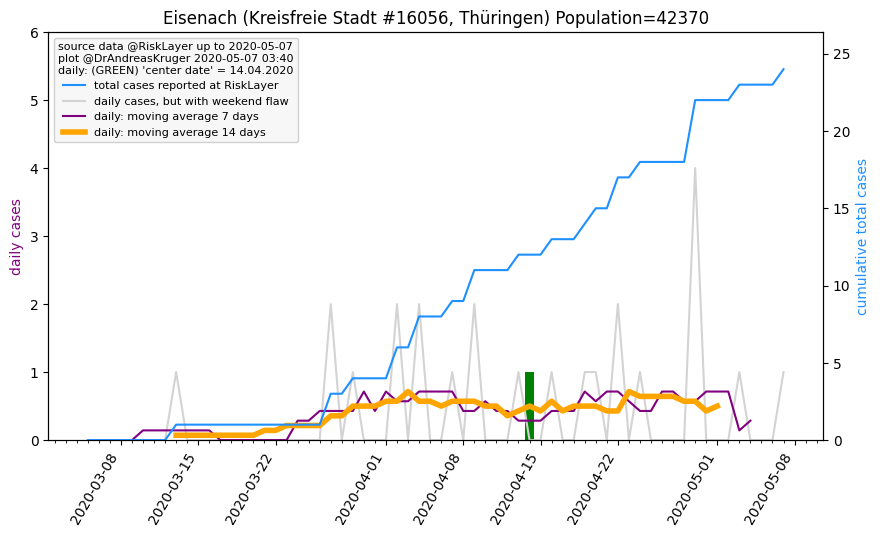 Eisenach (Kreisfreie Stadt #16056, Thüringen) Population=42370
source data @RiskLayer up to 2020-05-07
plot @DrAndreasKruger 2020-05-07 03:40
daily: (GREEN) 'center date' = 14.04.2020
total cases reported at RiskLayer
daily cases, but with weekend flaw
daily: moving average 7 days
daily: moving average 14 days
daily cases
6
5
4
3
2
1
0
cumulative total cases
25
20
15
10
5
0
2020-03-08
2020-03-15
2020-03-22
2020-04-01
2020-04-08
2020-04-15
2020-04-22
2020-05-01
2020-05-08